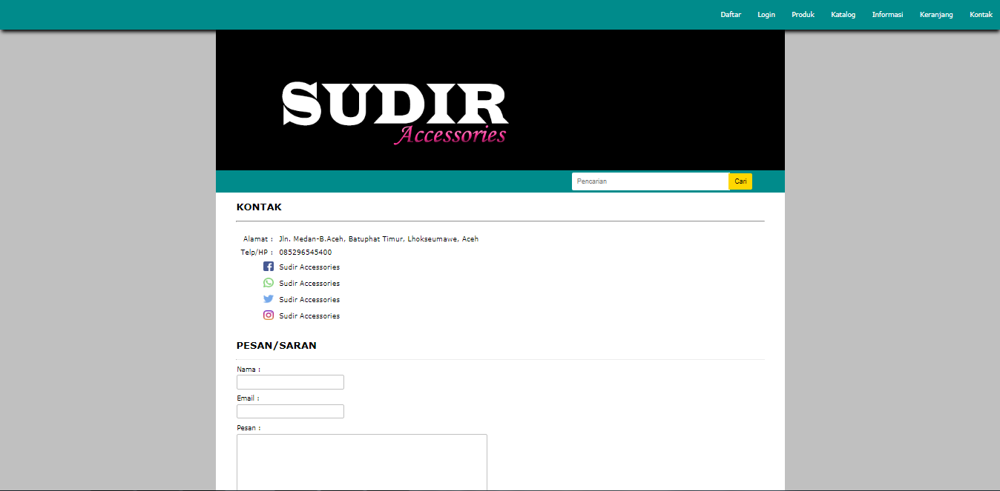 Daftar Login Produk Katalog Informasi Keranjang Kontak
SUDIR
Accessories
Pencarian Cari
KONTAK
Alamat : Jln. Medan-B.Aceh, Batuphat Timur, Lhokseumawe, Aceh
Telp/HP : 085296545400
Sudir Accessories
Sudir Accessories
Sudir Accessories
Sudir Accessories
PESAN/SARAN
Nama :
Email :
Pesan :